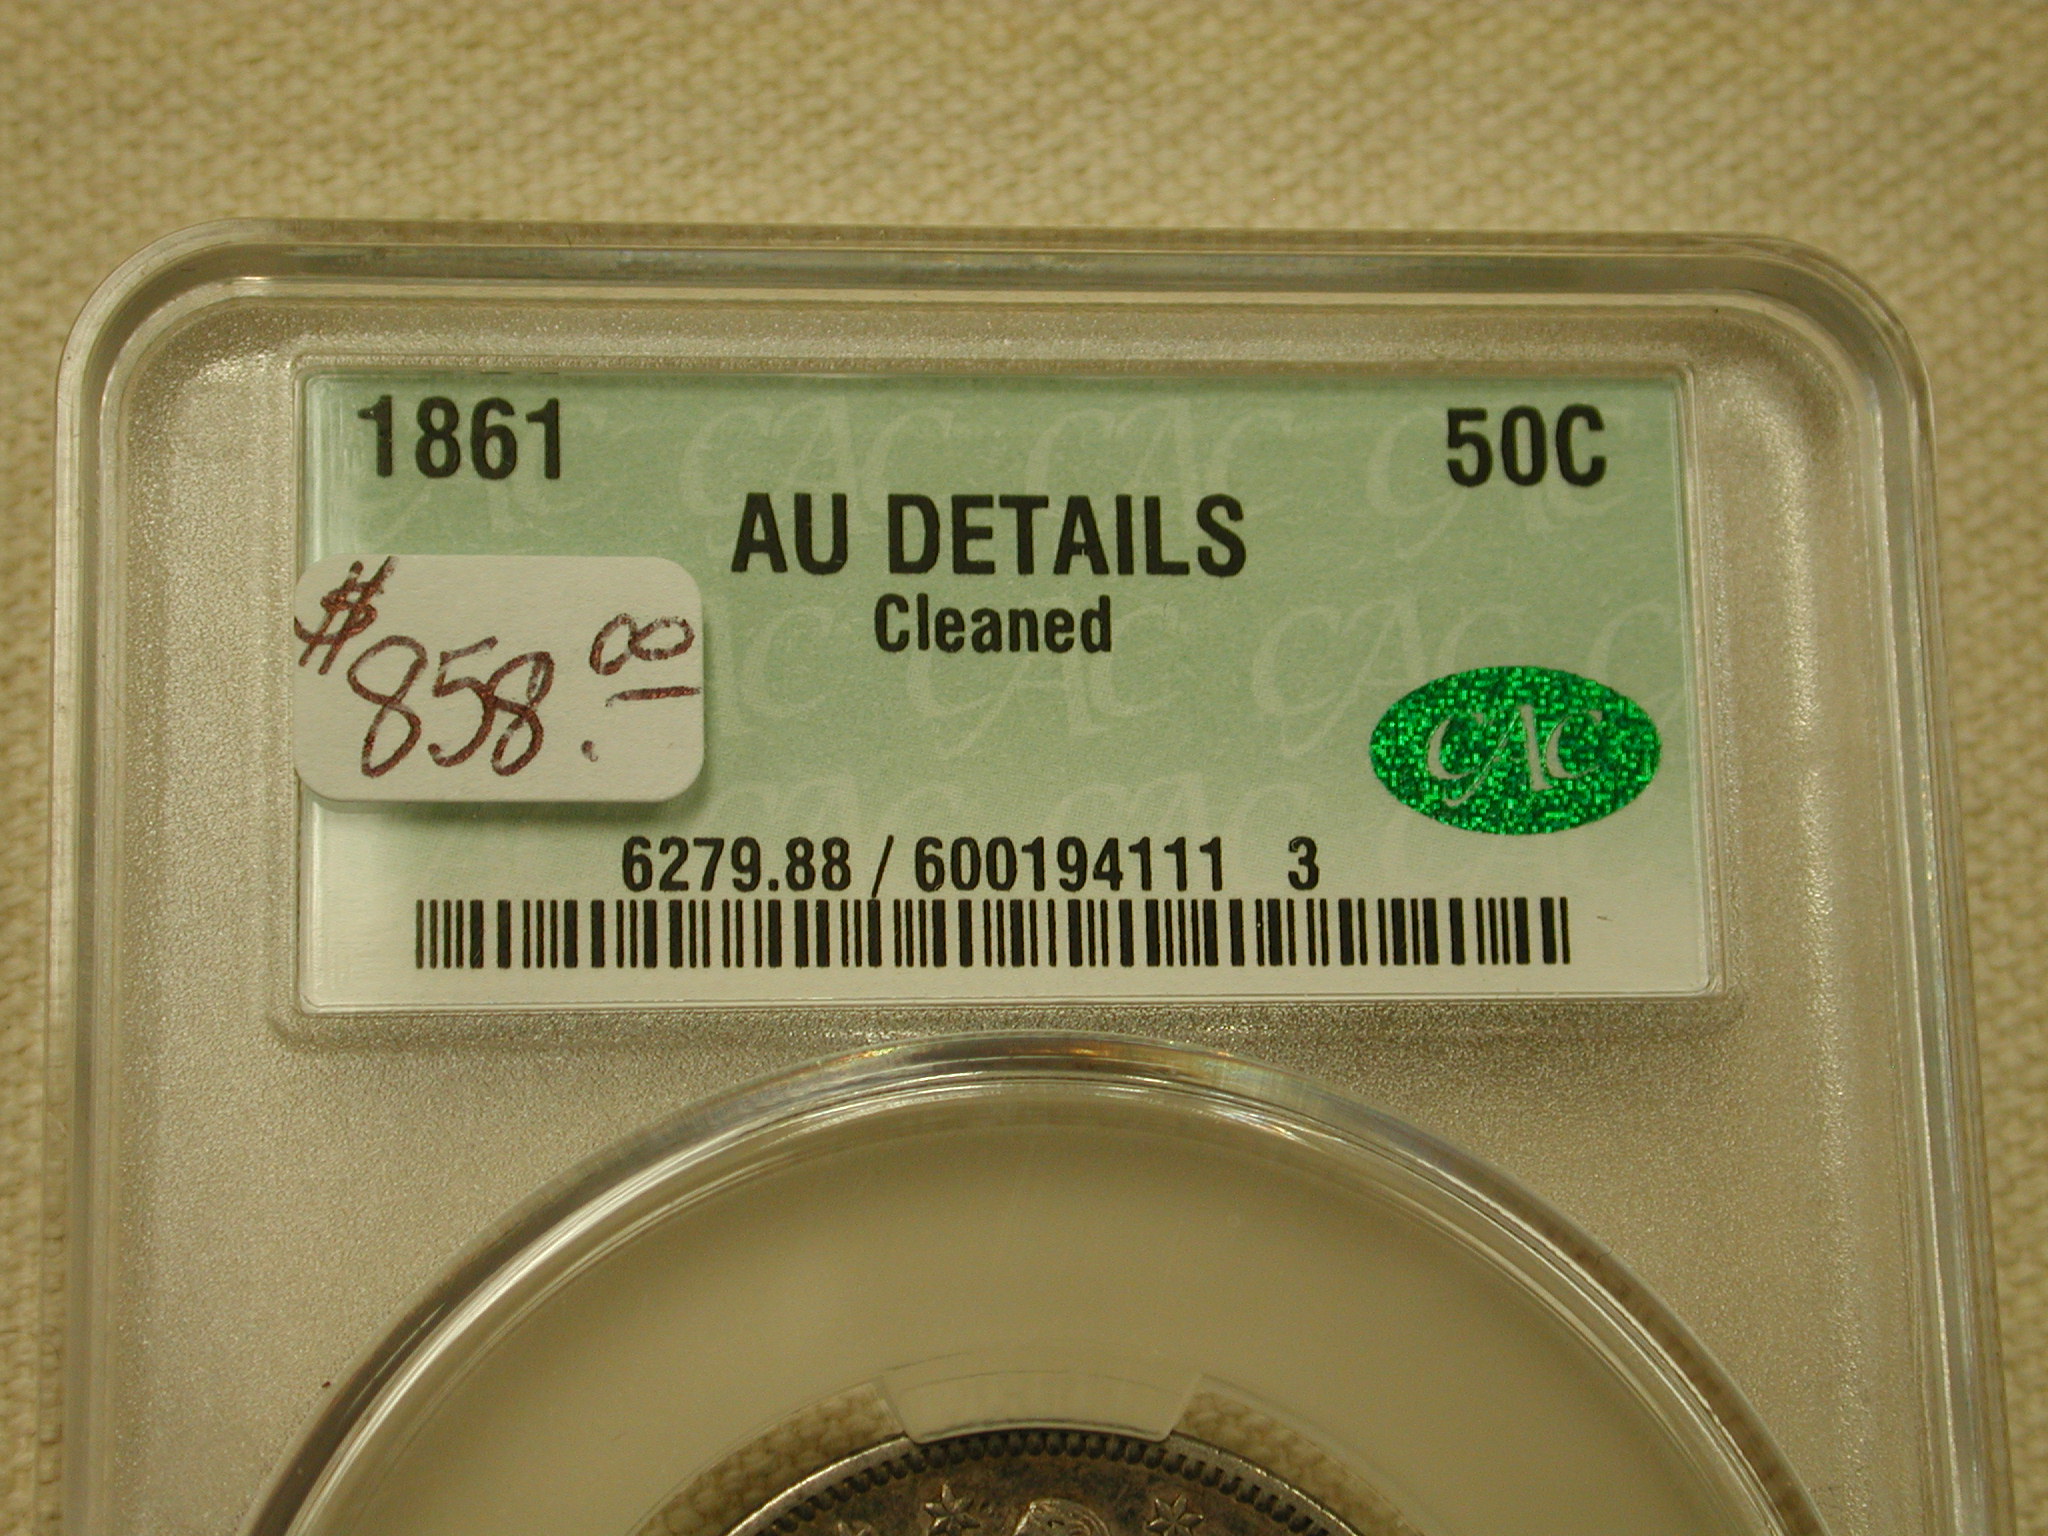 1861 50C
AU DETAILS
Cleaned
$858.00
CAC
6279.88 / 600194111 3